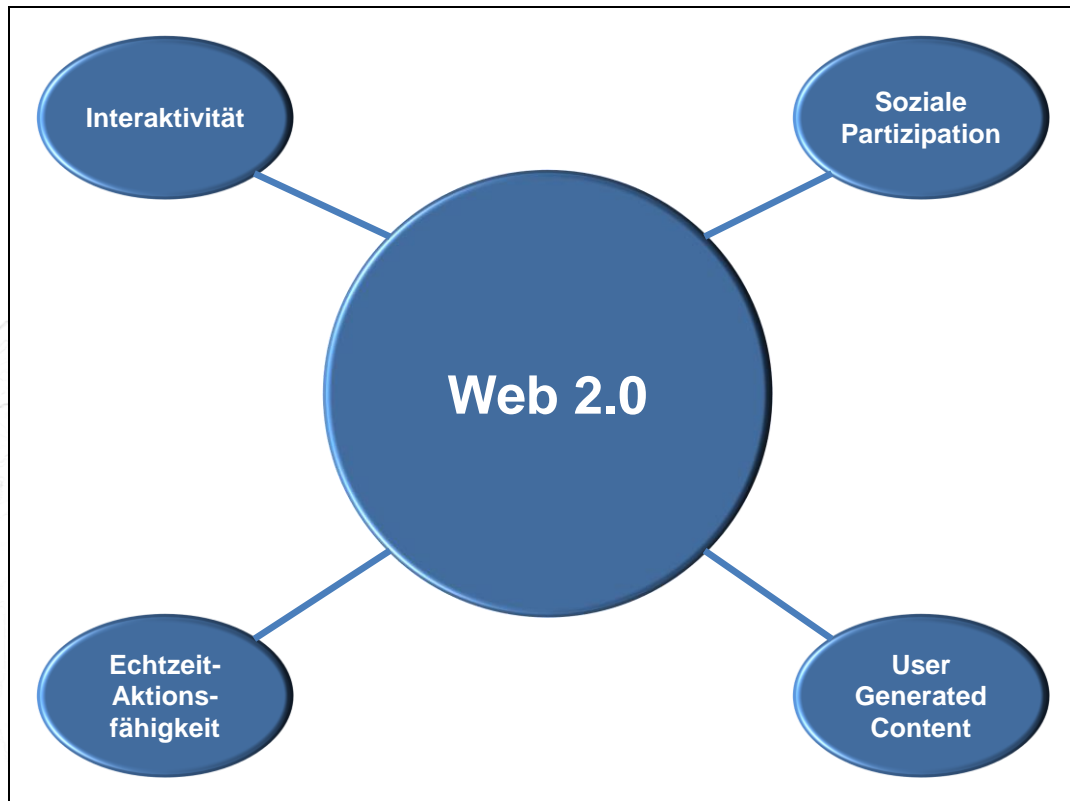 Interaktivität
Soziale
Partizipation
Web 2.0
Echtzeit-
Aktions-
fähigkeit
User
Generated
Content